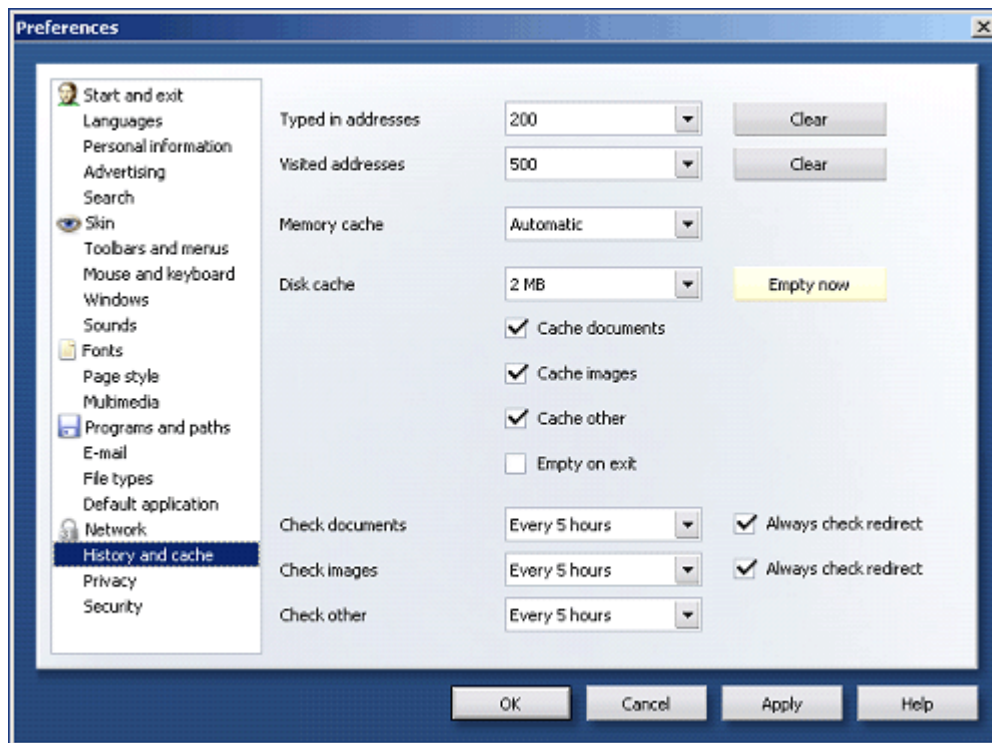 Preferences
Start and exit
Languages
Personal information
Advertising
Search
Skin
Toolbars and menus
Mouse and keyboard
Windows
Sounds
Fonts
Page style
Multimedia
Programs and paths
E-mail
File types
Default application
Network
History and cache
Privacy
Security
Typed in addresses 200 Clear
Visited addresses 500 Clear
Memory cache Automatic
Disk cache 2 MB Empty now
Cache documents
Cache images
Cache other
Empty on exit
Check documents Every 5 hours Always check redirect
Check images Every 5 hours Always check redirect
Check other Every 5 hours
OK Cancel Apply Help